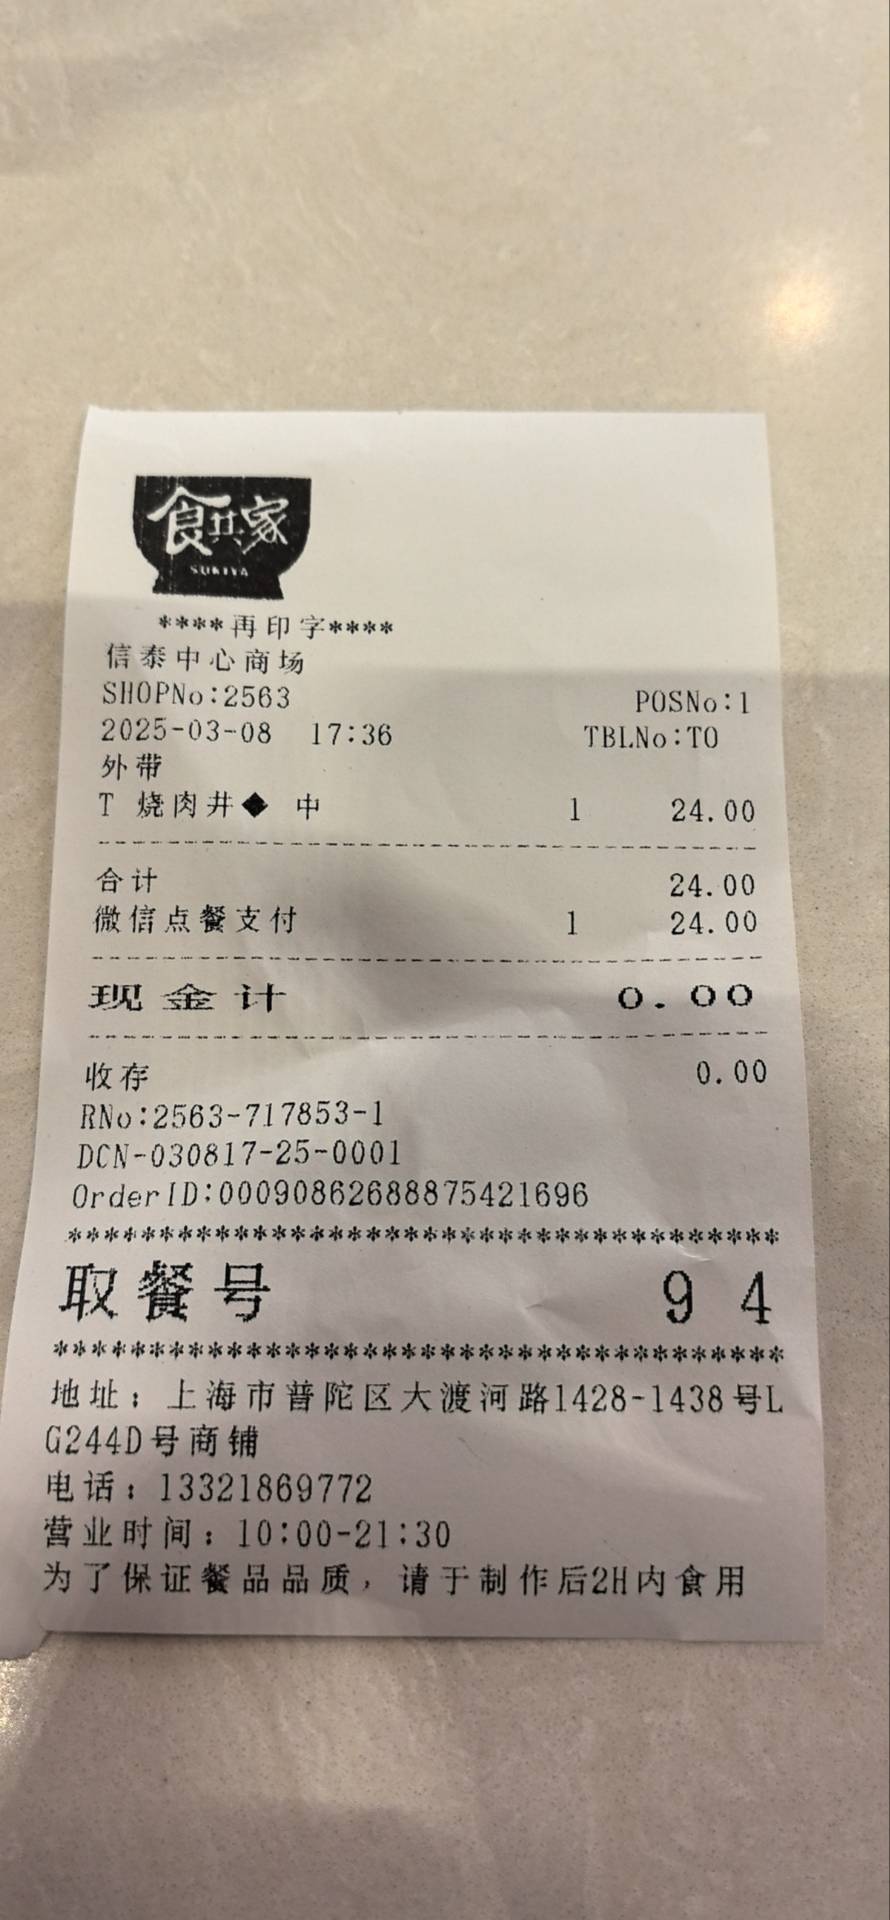 食其家
SUKIYA
****再印字****
信泰中心商场
SHOPNo:2563 POSNo:1
2025-03-08 17:36 TBLNo:TO
外带
T 烧肉丼◆ 中 1 24.00
合计 24.00
微信点餐支付 1 24.00
现金计 0.00
收存 0.00
RNo:2563-717853-1
DCN-030817-25-0001
OrderID:00090862688875421696
**************************************
取餐号 94
**************************************
地址：上海市普陀区大渡河路1428-1438号L
G244D号商铺
电话：13321869772
营业时间：10:00-21:30
为了保证餐品品质，请于制作后2H内食用